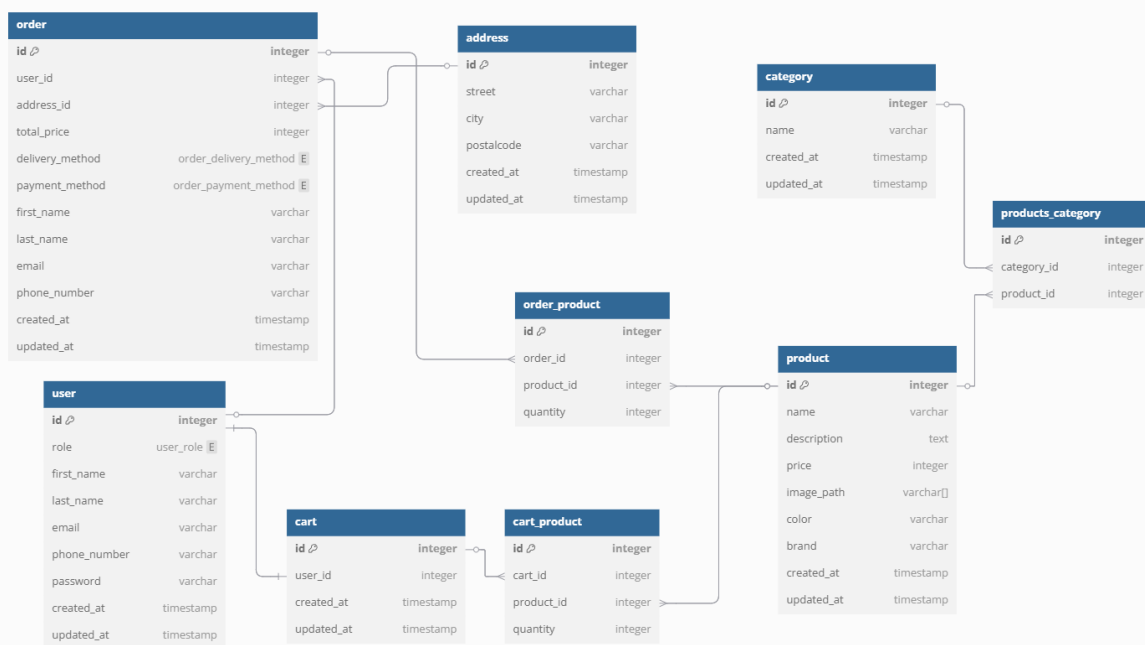 order
id integer
user_id integer
address_id integer
total_price integer
delivery_method order_delivery_method E
payment_method order_payment_method E
first_name varchar
last_name varchar
email varchar
phone_number varchar
created_at timestamp
updated_at timestamp
address
id integer
street varchar
city varchar
postalcode varchar
created_at timestamp
updated_at timestamp
category
id integer
name varchar
created_at timestamp
updated_at timestamp
products_category
id integer
category_id integer
product_id integer
order_product
id integer
order_id integer
product_id integer
quantity integer
product
id integer
name varchar
description text
price integer
image_path varchar[]
color varchar
brand varchar
created_at timestamp
updated_at timestamp
user
id integer
role user_role E
first_name varchar
last_name varchar
email varchar
phone_number varchar
password varchar
created_at timestamp
updated_at timestamp
cart
id integer
user_id integer
created_at timestamp
updated_at timestamp
cart_product
id integer
cart_id integer
product_id integer
quantity integer